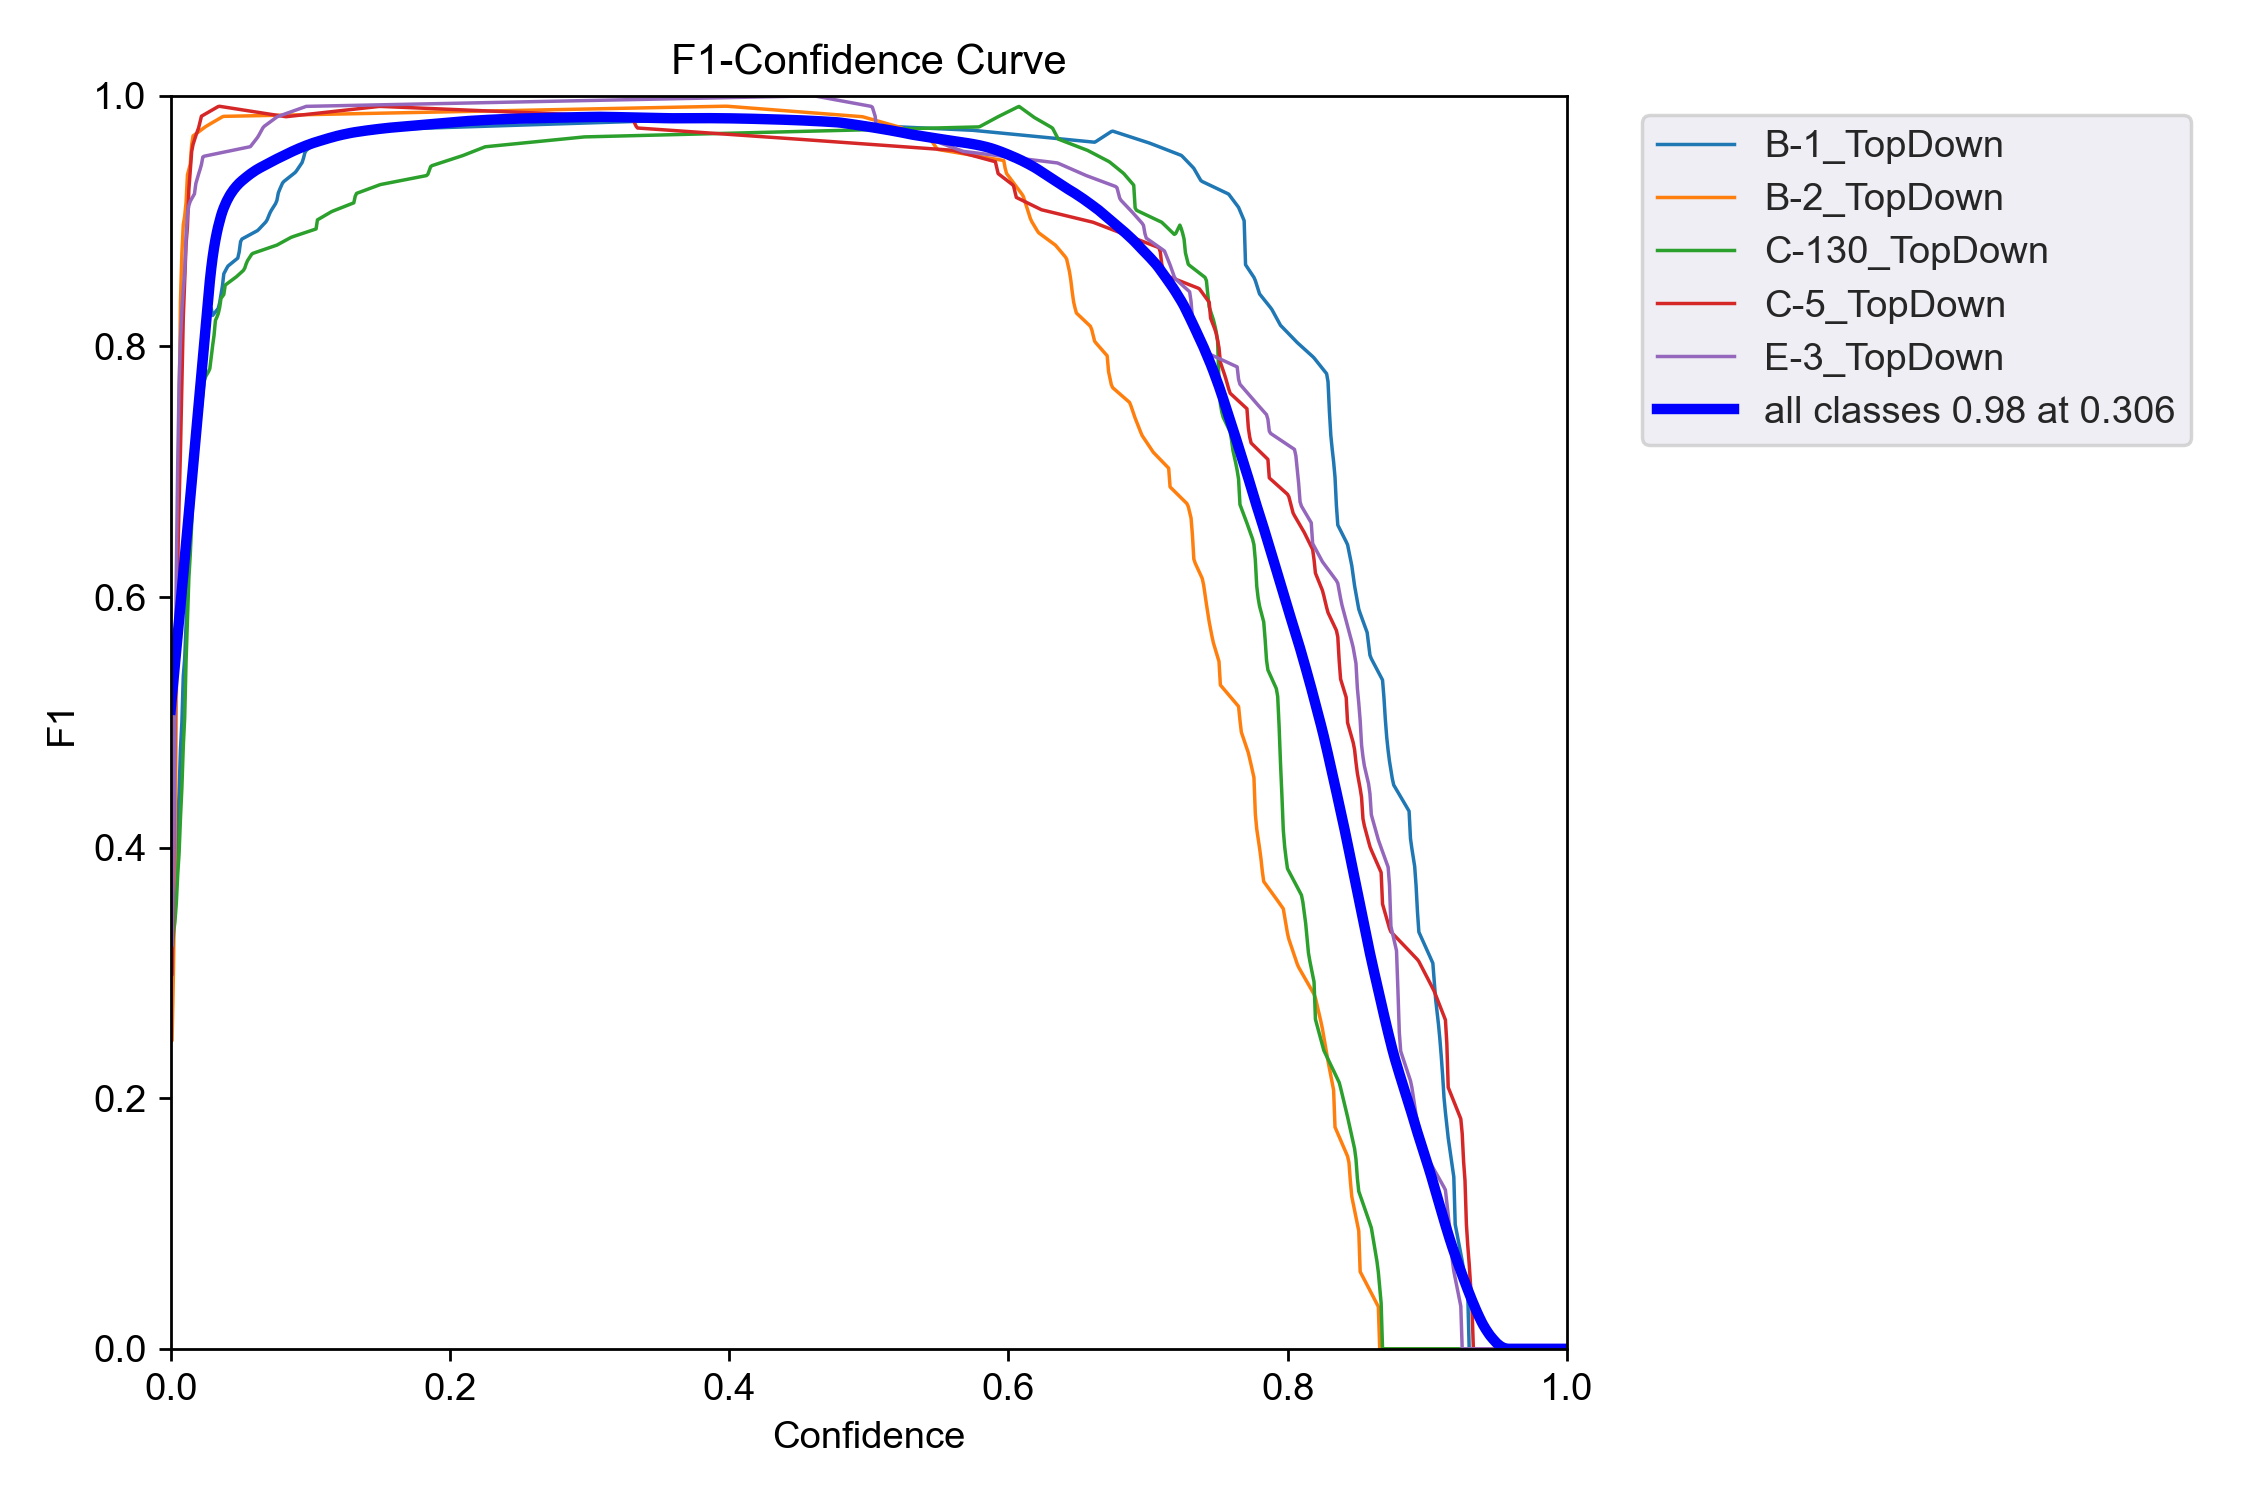 F1-Confidence Curve
1.0
0.8
0.6
0.4
0.2
0.0
F1
0.0 0.2 0.4 0.6 0.8 1.0
Confidence
B-1_TopDown
B-2_TopDown
C-130_TopDown
C-5_TopDown
E-3_TopDown
all classes 0.98 at 0.306